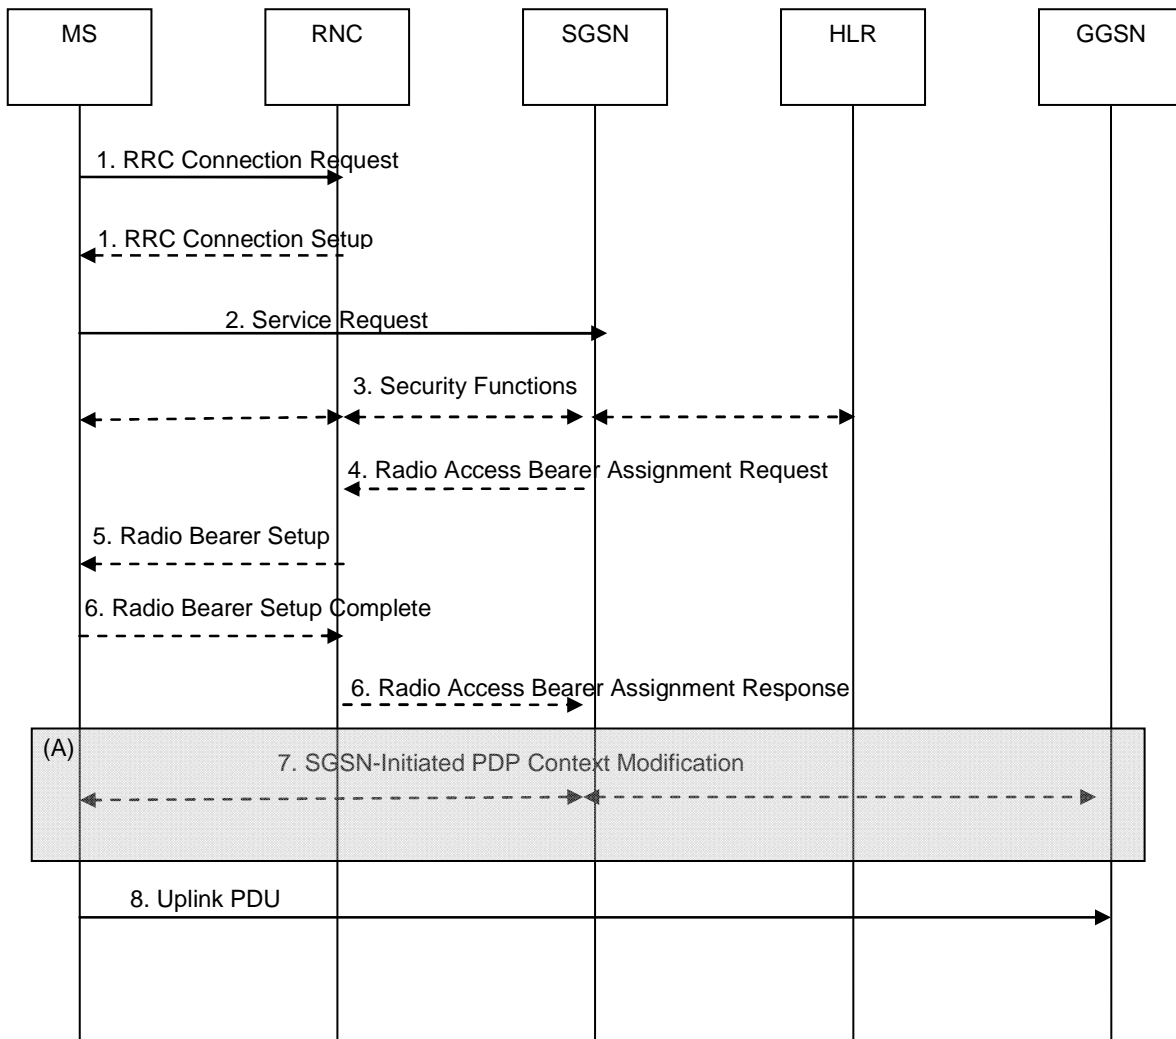 MS
RNC
SGSN
HLR
GGSN
1. RRC Connection Request
1. RRC Connection Setup
2. Service Request
3. Security Functions
4. Radio Access Bearer Assignment Request
5. Radio Bearer Setup
6. Radio Bearer Setup Complete
6. Radio Access Bearer Assignment Response
(A)
7. SGSN-Initiated PDP Context Modification
8. Uplink PDU